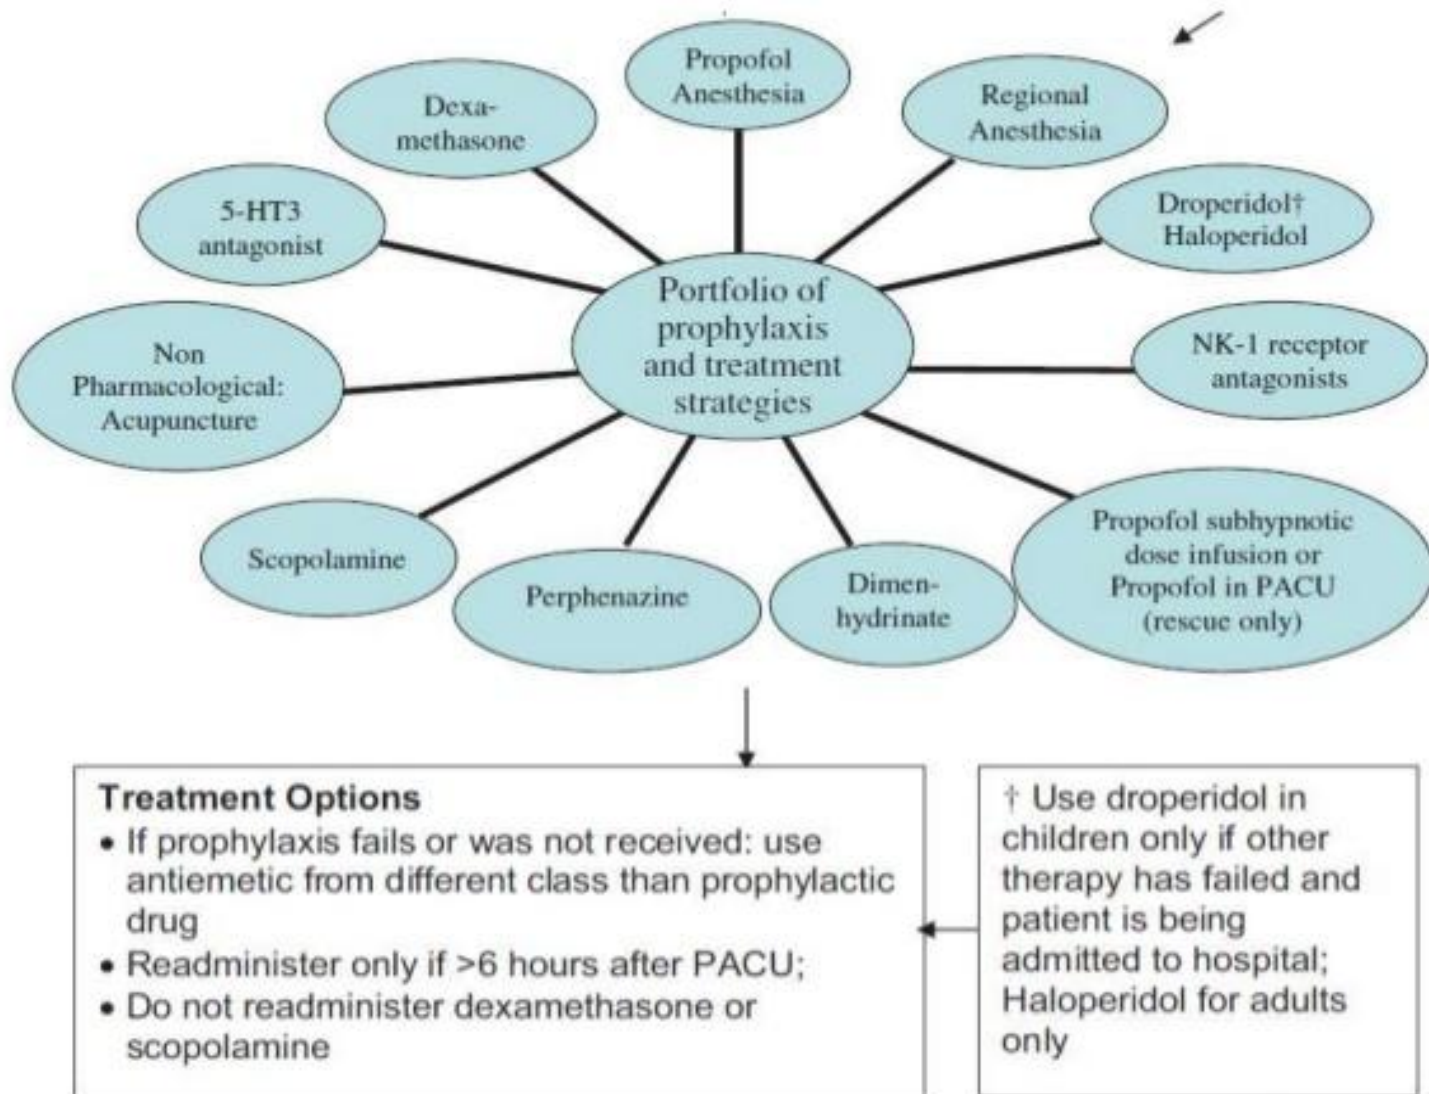 Propofol
Anesthesia
Regional
Anesthesia
Dexa-
methasone
Droperidol†
Haloperidol
5-HT3
antagonist
Portfolio of
prophylaxis
and treatment
strategies
NK-1 receptor
antagonists
Non
Pharmacological:
Acupuncture
Propofol subhypnotic
dose infusion or
Propofol in PACU
(rescue only)
Scopolamine
Perphenazine
Dimen-
hydrinate
Treatment Options
• If prophylaxis fails or was not received: use
antiemetic from different class than prophylactic
drug
• Readminister only if >6 hours after PACU;
• Do not readminister dexamethasone or
scopolamine
† Use droperidol in
children only if other
therapy has failed and
patient is being
admitted to hospital;
Haloperidol for adults
only